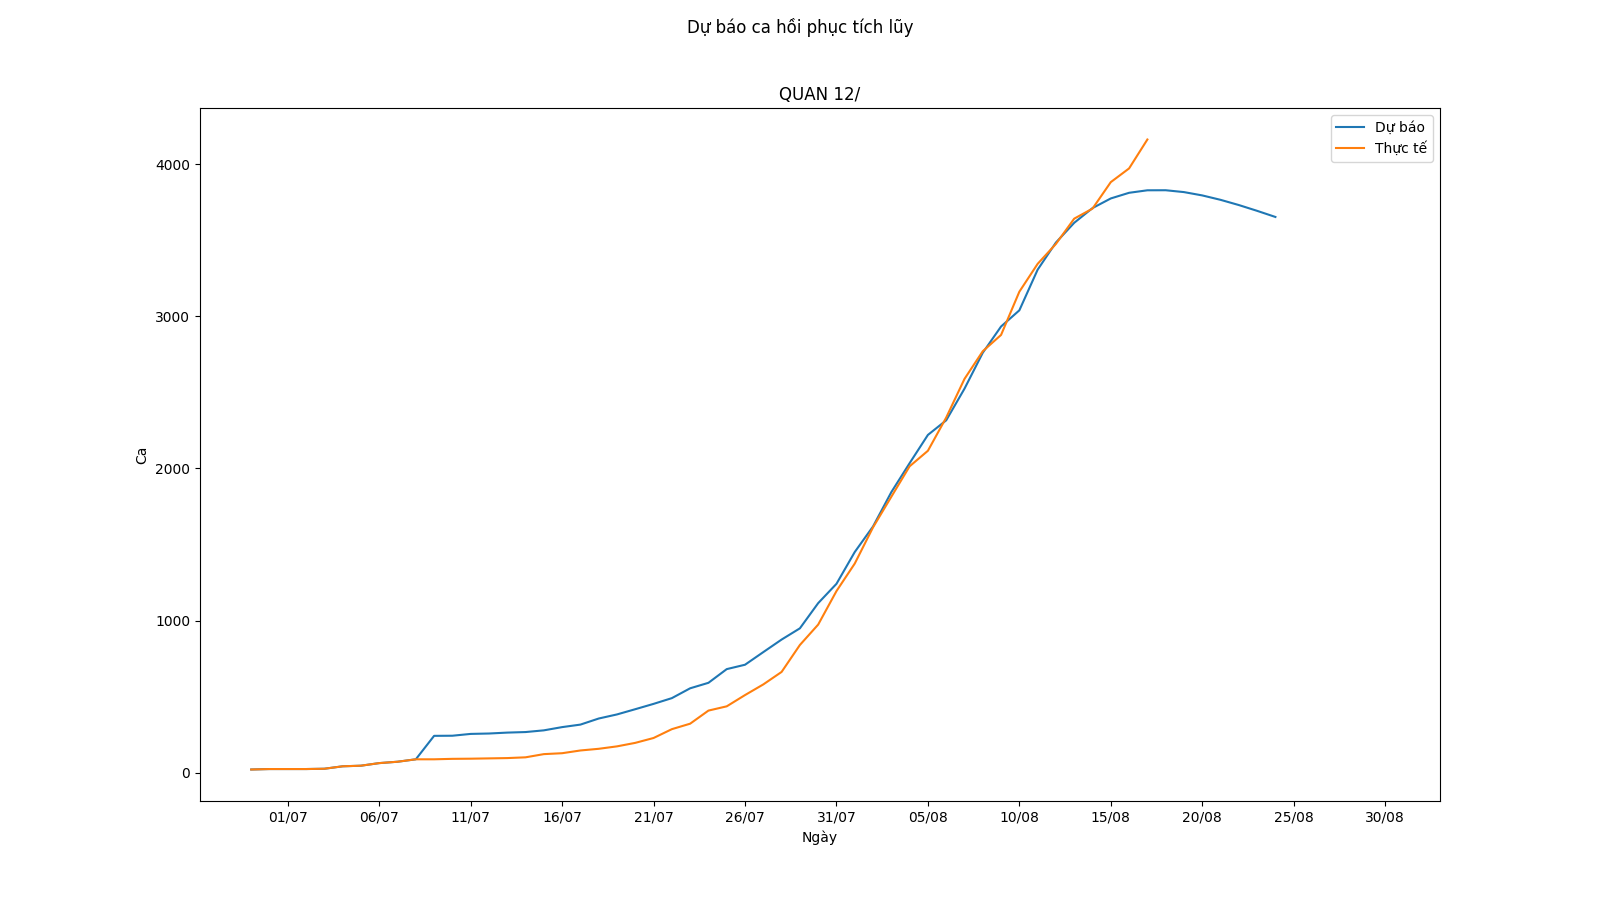 Dự báo ca hồi phục tích lũy
QUAN 12/
Dự báo
Thực tế
4000
3000
2000
1000
0
Ca
01/07 06/07 11/07 16/07 21/07 26/07 31/07 05/08 10/08 15/08 20/08 25/08 30/08
Ngày